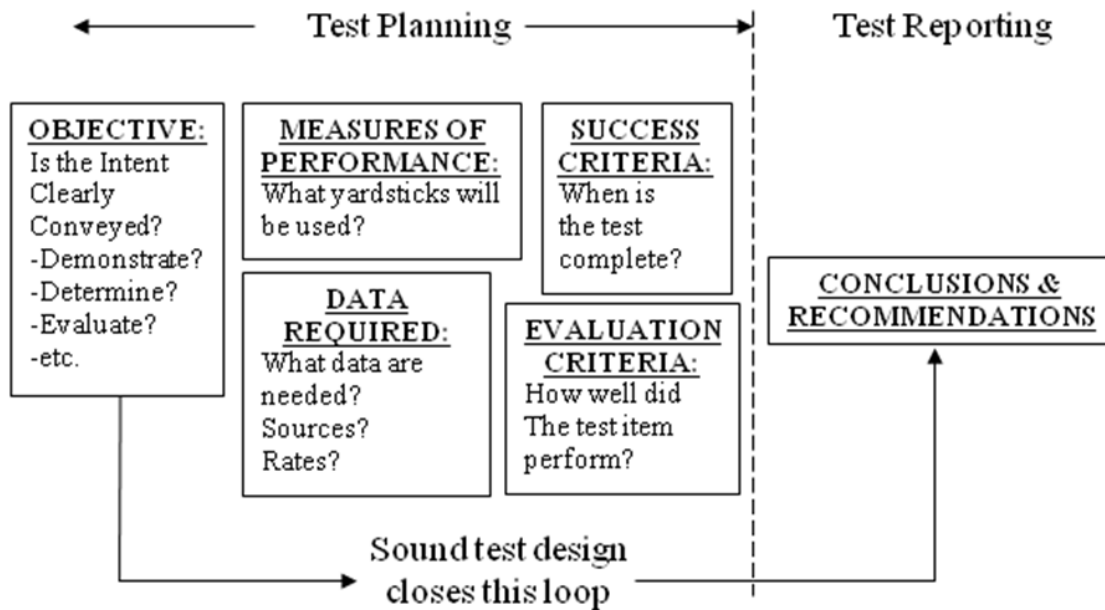 Test Planning
Test Reporting
OBJECTIVE:
Is the Intent
Clearly
Conveyed?
-Demonstrate?
-Determine?
-Evaluate?
-etc.
MEASURES OF
PERFORMANCE:
What yardsticks will
be used?
SUCCESS
CRITERIA:
When is
the test
complete?
DATA
REQUIRED:
What data are
needed?
Sources?
Rates?
EVALUATION
CRITERIA:
How well did
The test item
perform?
CONCLUSIONS &
RECOMMENDATIONS
Sound test design
closes this loop